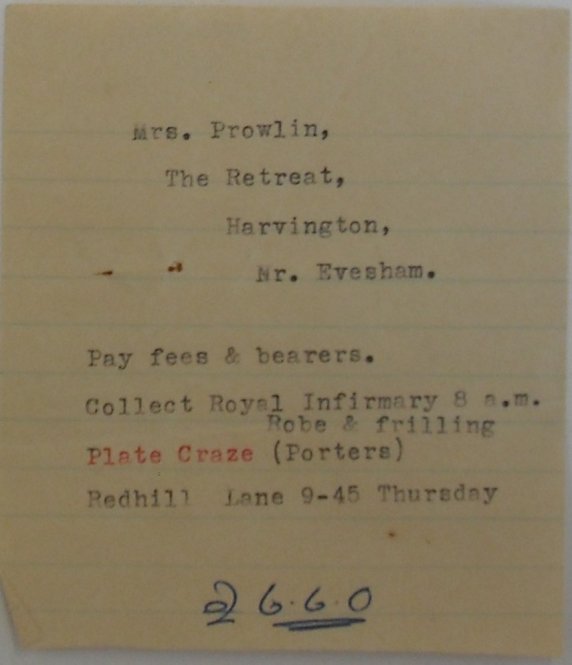 Mrs. Prowlin,
The Retreat,
Harvington,
Nr. Evesham.
Pay fees & bearers.
Collect Royal Infirmary 8 a.m.
Robe & frilling
Plate Craze (Porters)
Redhill Lane 9-45 Thursday
26.6.0